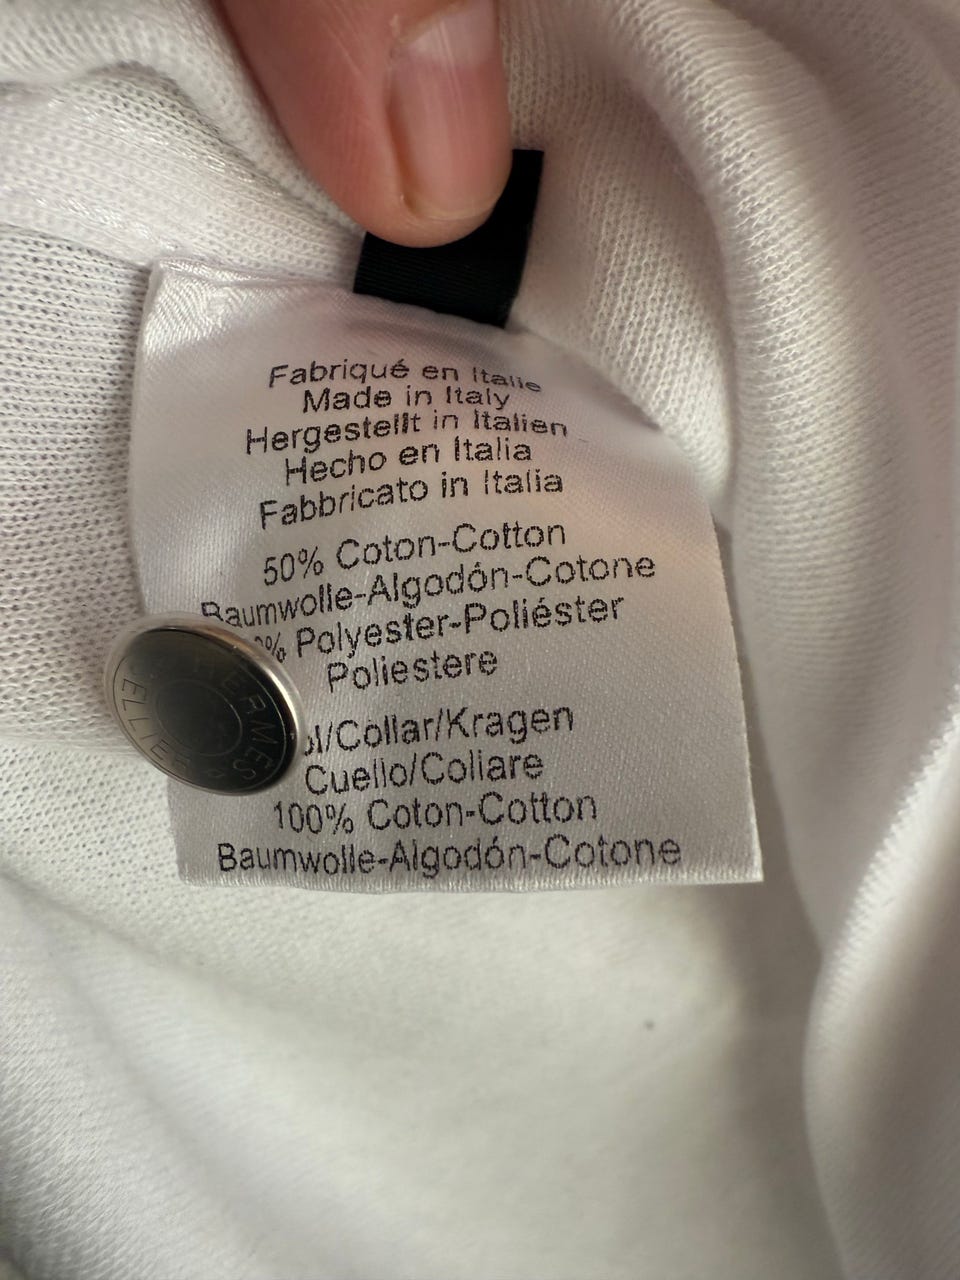 Fabriqué en Italie
Made in Italy
Hergestellt in Italien
Hecho en Italia
Fabbricato in Italia
50% Coton-Cotton
Baumwolle-Algodón-Cotone
% Polyester-Poliéster
Poliestere
/Collar/Kragen
Cuello/Collare
100% Coton-Cotton
Baumwolle-Algodón-Cotone
HERMES
SELLIER